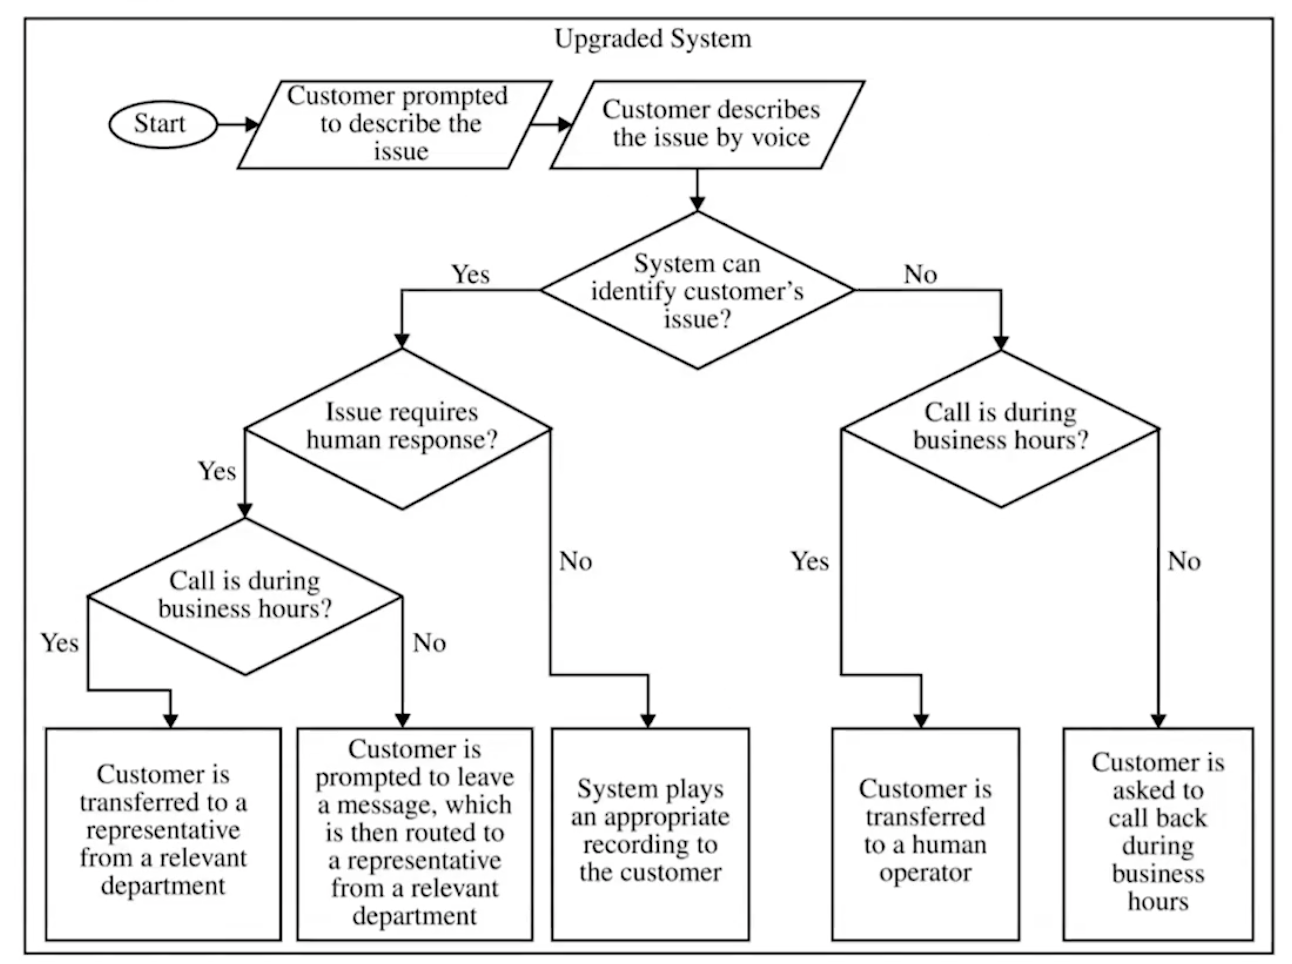 Upgraded System
Start
Customer prompted
to describe the
issue
Customer describes
the issue by voice
System can
identify customer's
issue?
Yes
No
Issue requires
human response?
Call is during
business hours?
Yes
No
Yes
No
Call is during
business hours?
Yes
No
Customer is
transferred to a
representative
from a relevant
department
Customer is
prompted to leave
a message, which
is then routed to
a representative
from a relevant
department
System plays
an appropriate
recording to
the customer
Customer is
transferred
to a human
operator
Customer is
asked to
call back
during
business
hours